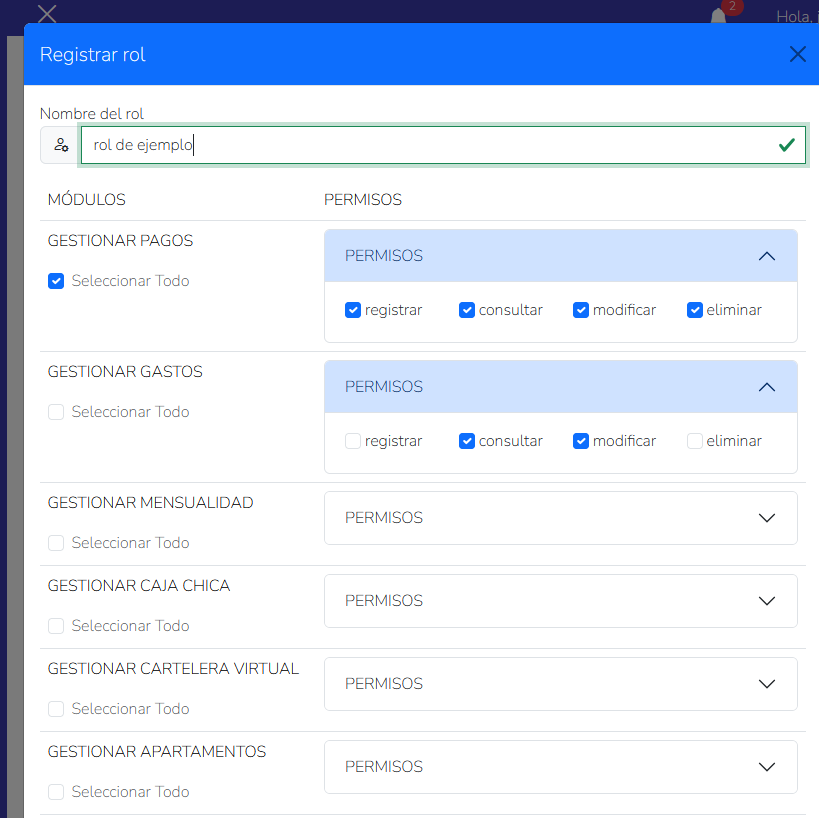 2
Hola,
Registrar rol
Nombre del rol
rol de ejemplo
MÓDULOS PERMISOS
GESTIONAR PAGOS
PERMISOS
Seleccionar Todo
registrar consultar modificar eliminar
GESTIONAR GASTOS
PERMISOS
Seleccionar Todo
registrar consultar modificar eliminar
GESTIONAR MENSUALIDAD
PERMISOS
Seleccionar Todo
GESTIONAR CAJA CHICA
PERMISOS
Seleccionar Todo
GESTIONAR CARTELERA VIRTUAL
PERMISOS
Seleccionar Todo
GESTIONAR APARTAMENTOS
PERMISOS
Seleccionar Todo